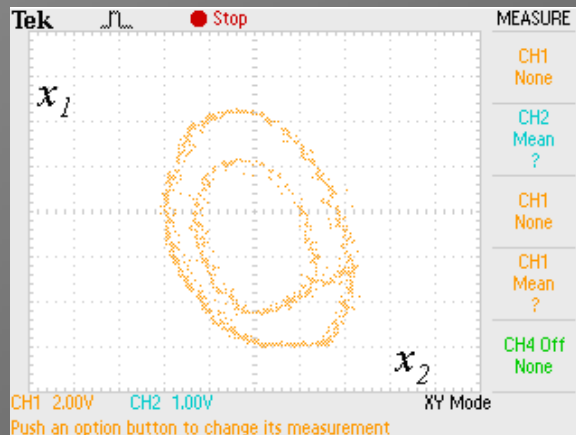 Tek Stop MEASURE
x1
CH1
None
CH2
Mean
?
CH1
None
CH1
Mean
?
CH4 Off
None
x2
CH1 2.00V CH2 1.00V XY Mode
Push an option button to change its measurement